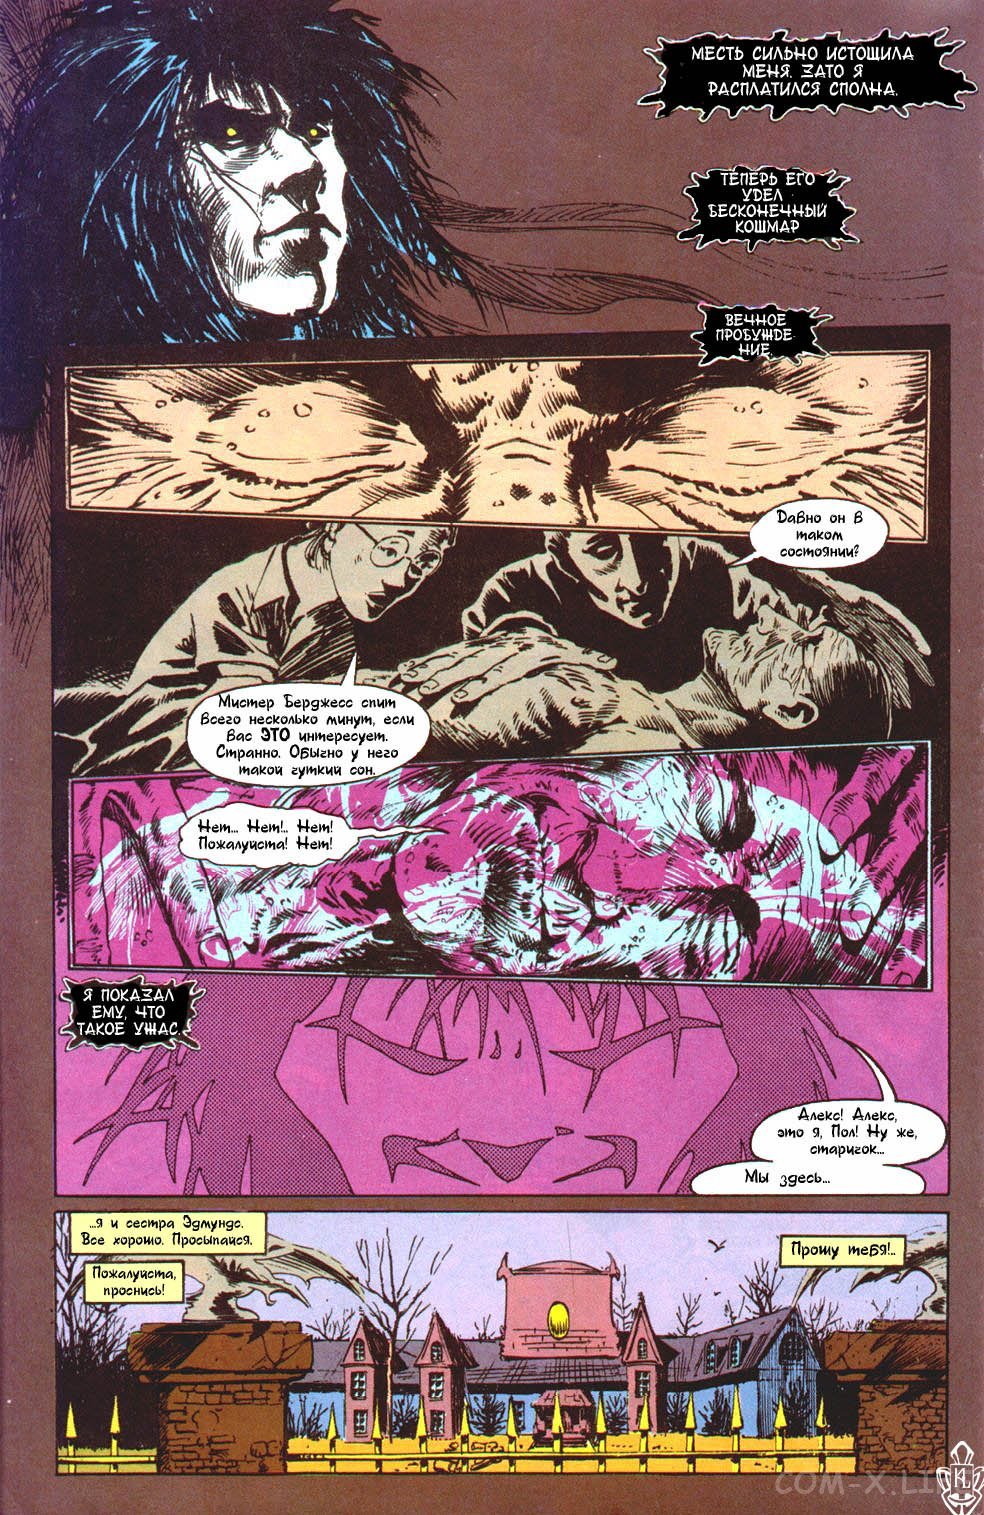 МЕСТЬ СИЛЬНО ИСТОЩИЛА
МЕНЯ. ЗАТО Я
РАСПЛАТИЛСЯ СПОЛНА.
ТЕПЕРЬ ЕГО
УДЕЛ
БЕСКОНЕЧНЫЙ
КОШМАР
ВЕЧНОЕ
ПРОБУЖДЕ-
НИЕ.
Давно он в
таком
состоянии?
Мистер Берджесс спит
всего несколько минут, если
вас ЭТО интересует.
Странно. Обычно у него
такой чуткий сон.
Нет... Нет!.. Нет!
Пожалуйста! Нет!
Я ПОКАЗАЛ
ЕМУ, ЧТО
ТАКОЕ УЖАС.
Алекс! Алекс,
это я, Пол! Ну же,
старичок...
Мы здесь...
...я и сестра Эдмундс.
Все хорошо. Просыпайся.
Пожалуйста,
проснись!
Прошу тебя!..